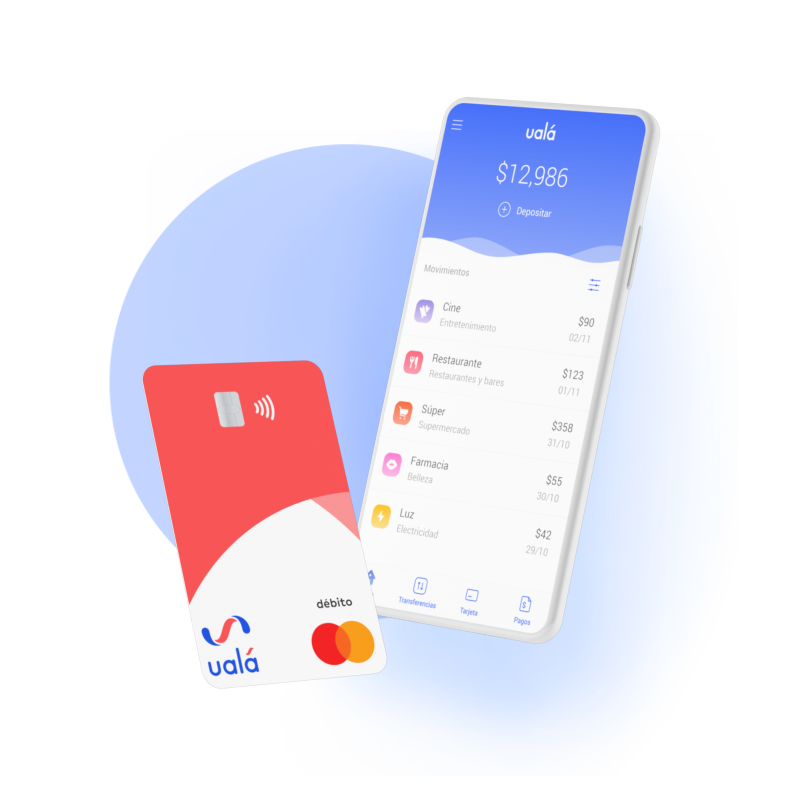 ualá
$12,986
Depositar
Movimientos
Cine
Entretenimiento
$90
02/11
Restaurante
Restaurantes y bares
$123
01/11
Súper
Supermercado
$358
31/10
Farmacia
Belleza
$55
30/10
Luz
Electricidad
$42
29/10
Transferencias
Tarjeta
Pagos
débito
ualá